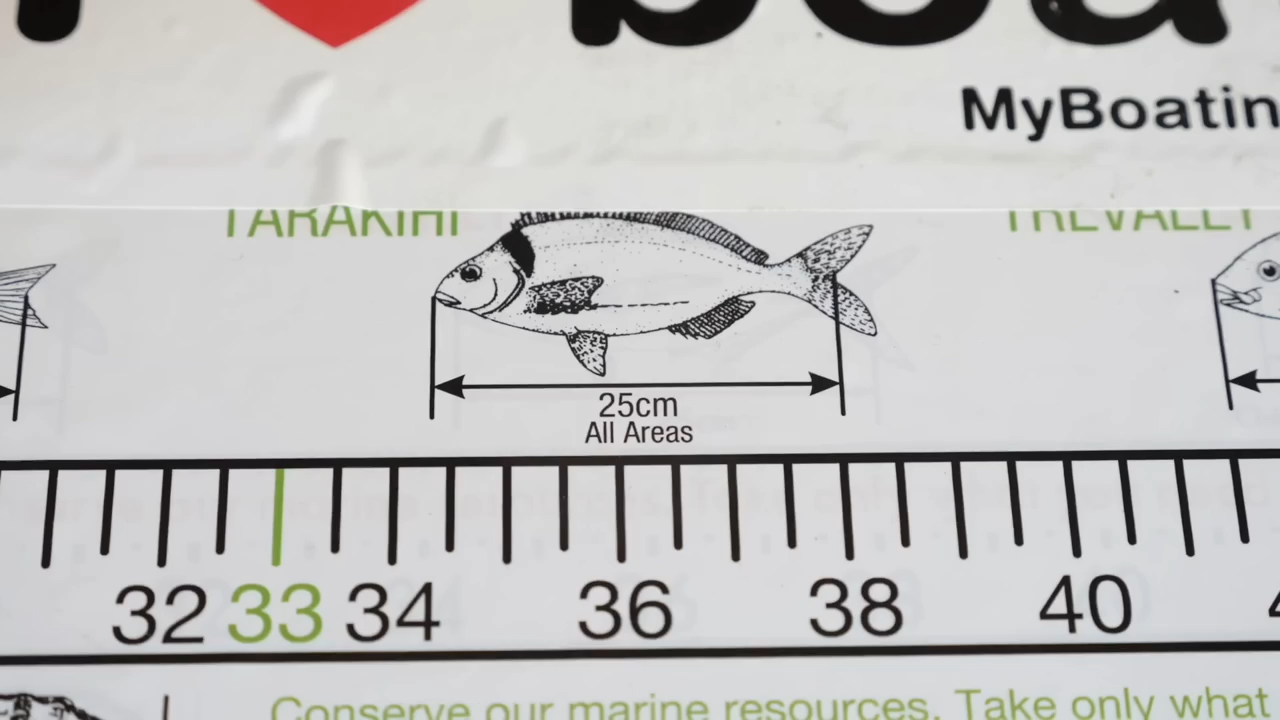 MyBoatin
TARAKIHI
TREVALLY
25cm
All Areas
32 33 34 36 38 40
Conserve our marine resources. Take only what